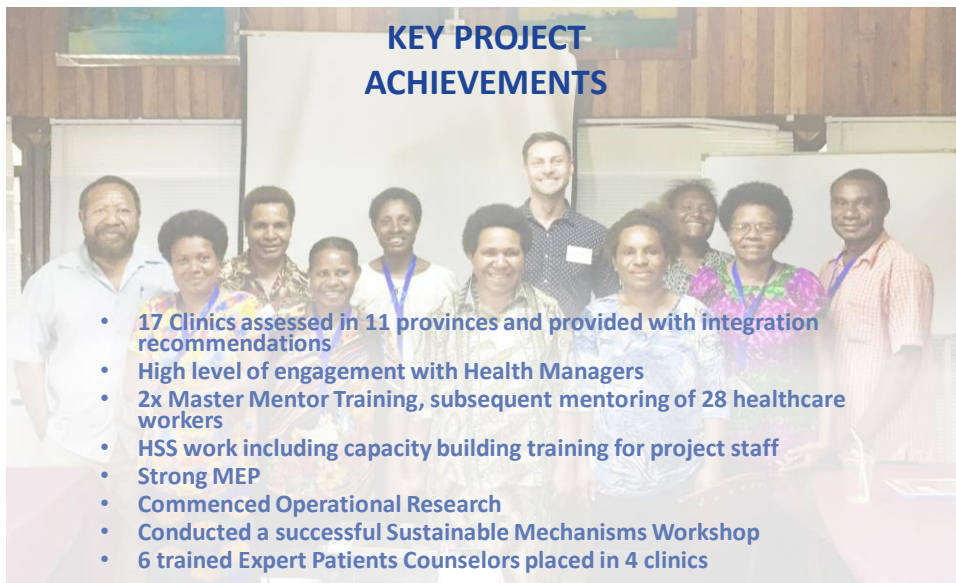 KEY PROJECT
ACHIEVEMENTS
• 17 Clinics assessed in 11 provinces and provided with integration
recommendations
• High level of engagement with Health Managers
• 2x Master Mentor Training, subsequent mentoring of 28 healthcare
workers
• HSS work including capacity building training for project staff
• Strong MEP
• Commenced Operational Research
• Conducted a successful Sustainable Mechanisms Workshop
• 6 trained Expert Patients Counselors placed in 4 clinics